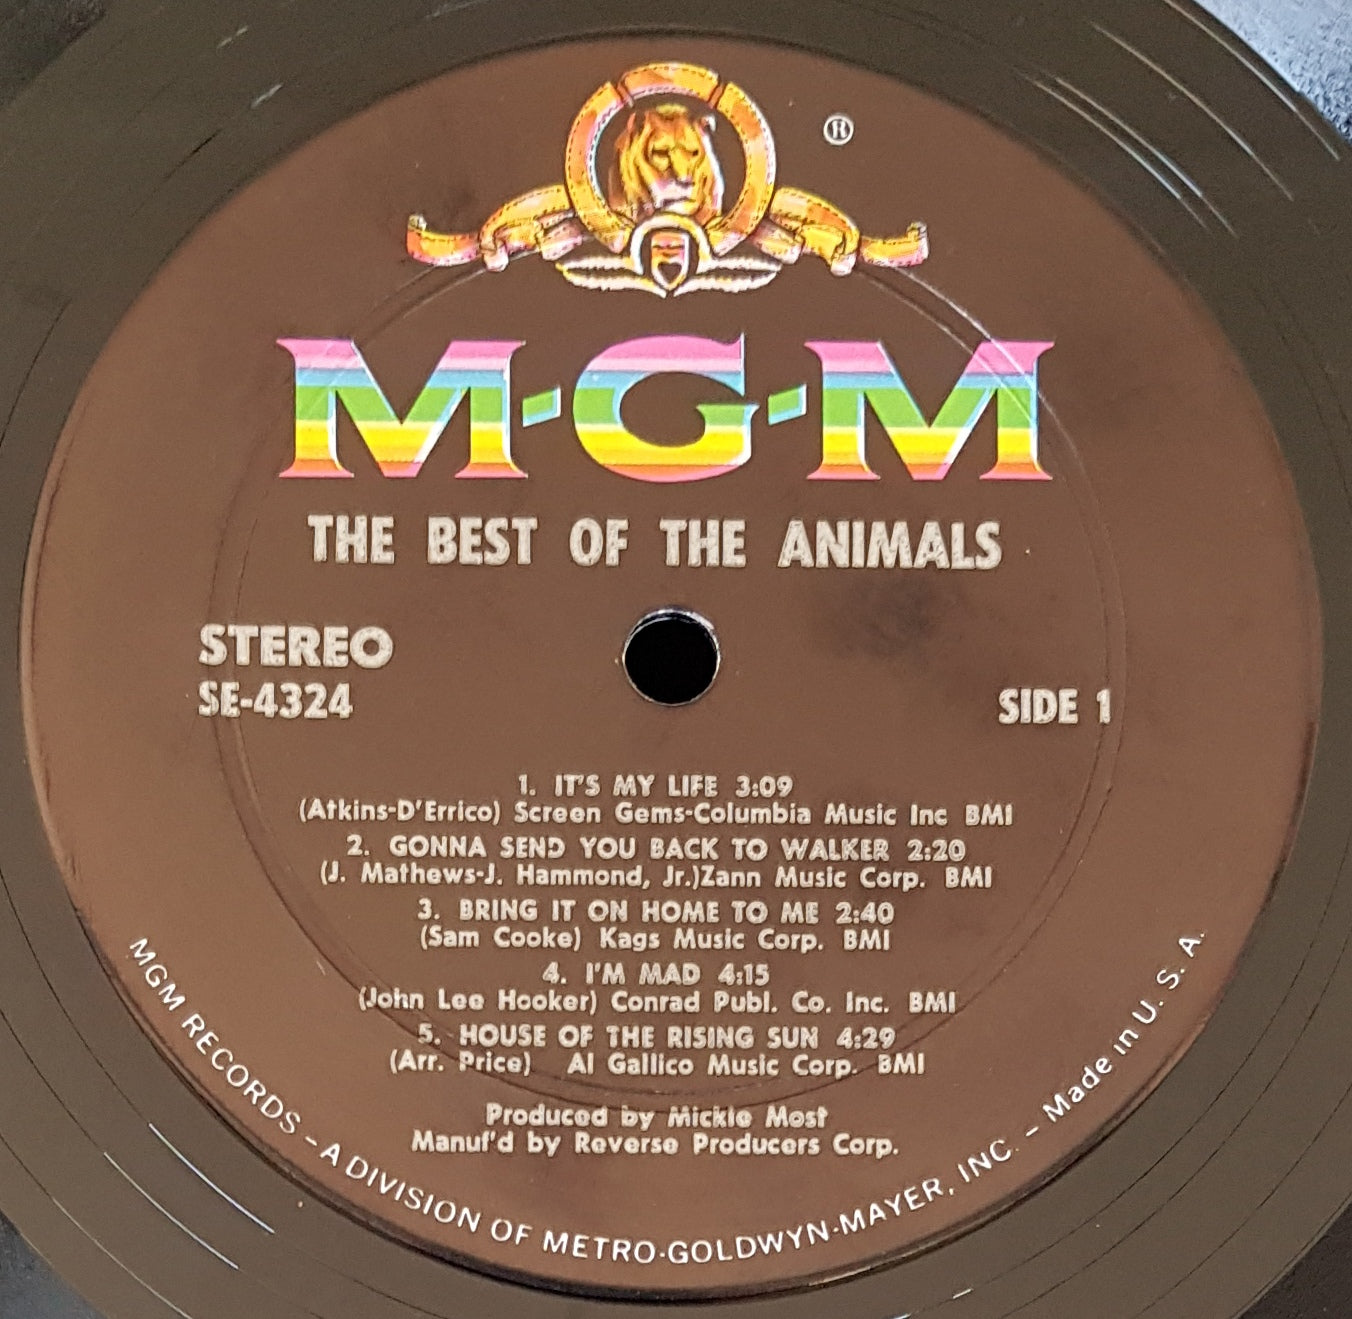 ®
M-G-M
THE BEST OF THE ANIMALS
STEREO
SE-4324
SIDE 1
1. IT'S MY LIFE 3:09
(Atkins-D'Errico) Screen Gems-Columbia Music Inc BMI
2. GONNA SEND YOU BACK TO WALKER 2:20
(J. Mathews-J. Hammond, Jr.)Zann Music Corp. BMI
3. BRING IT ON HOME TO ME 2:40
(Sam Cooke) Kags Music Corp. BMI
4. I'M MAD 4:15
(John Lee Hooker) Conrad Publ. Co. Inc. BMI
5. HOUSE OF THE RISING SUN 4:29
(Arr. Price) Al Gallico Music Corp. BMI
Produced by Mickie Most
Manuf'd by Reverse Producers Corp.
MGM RECORDS – A DIVISION OF METRO-GOLDWYN-MAYER, INC. – Made in U. S. A.